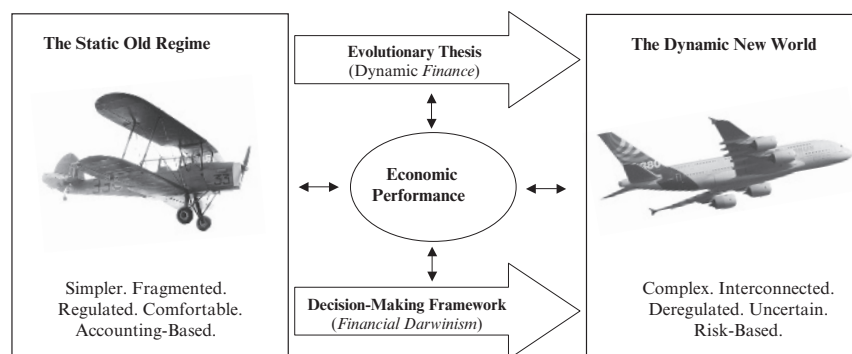 The Static Old Regime
Simpler. Fragmented.
Regulated. Comfortable.
Accounting-Based.
Evolutionary Thesis
(Dynamic Finance)
Economic
Performance
Decision-Making Framework
(Financial Darwinism)
The Dynamic New World
A380
Complex. Interconnected.
Deregulated. Uncertain.
Risk-Based.